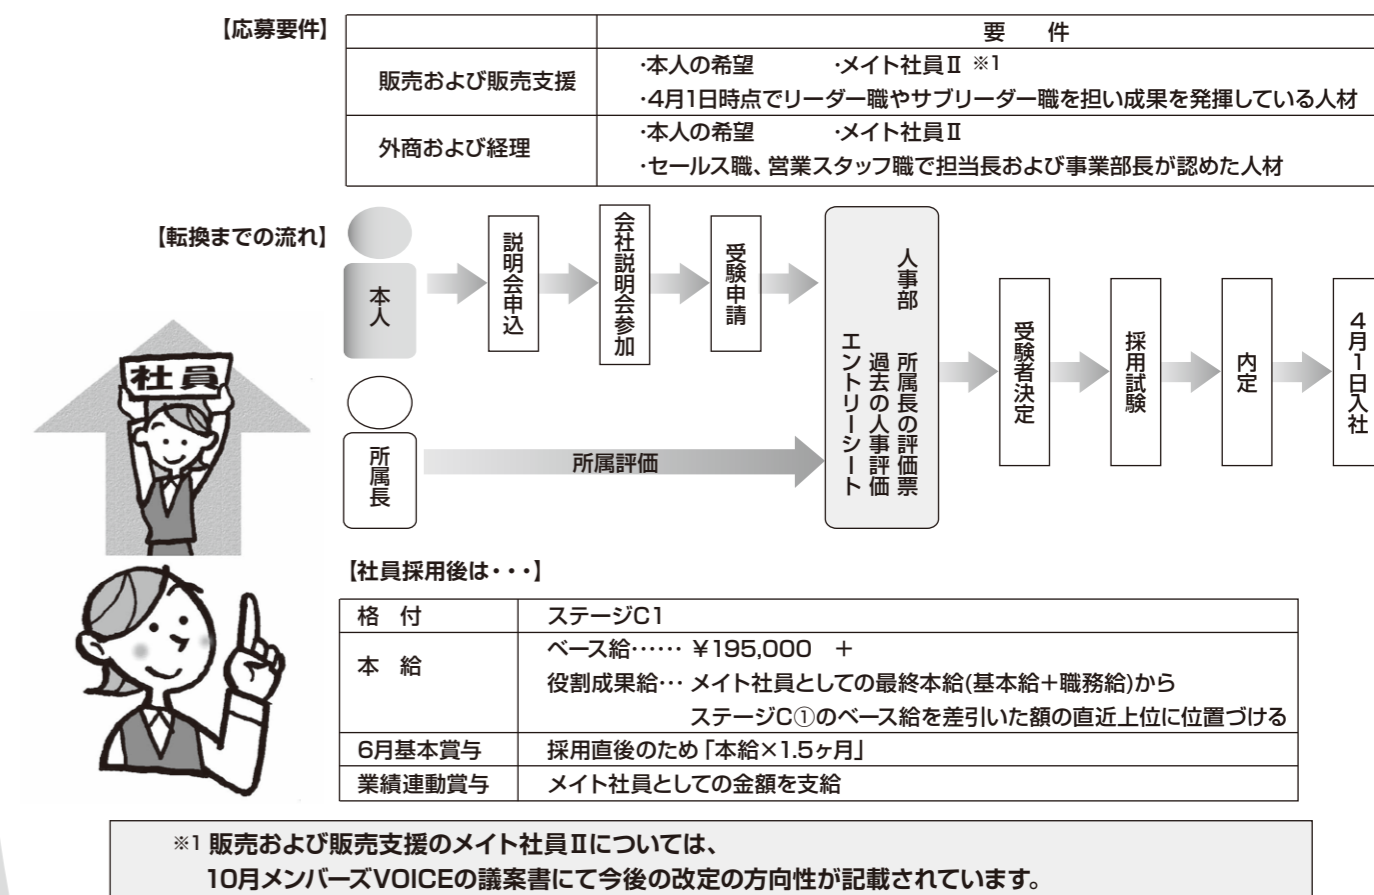 【応募要件】
要　件
販売および販売支援
・本人の希望　・メイト社員Ⅱ ※1
・4月1日時点でリーダー職やサブリーダー職を担い成果を発揮している人材
外商および経理
・本人の希望　・メイト社員Ⅱ
・セールス職、営業スタッフ職で担当長および事業部長が認めた人材
【転換までの流れ】
本人
説明会申込
会社説明会参加
受験申請
人事部
所属長の評価票
過去の人事評価
エントリーシート
受験者決定
採用試験
内定
4月1日入社
所属長
所属評価
社員
【社員採用後は・・・】
格　付
ステージC1
本　給
ベース給…… ¥195,000　+
役割成果給… メイト社員としての最終本給(基本給+職務給)から
ステージC①のベース給を差引いた額の直近上位に位置づける
6月基本賞与
採用直後のため「本給×1.5ヶ月」
業績連動賞与
メイト社員としての金額を支給
※1 販売および販売支援のメイト社員Ⅱについては、
10月メンバーズVOICEの議案書にて今後の改定の方向性が記載されています。